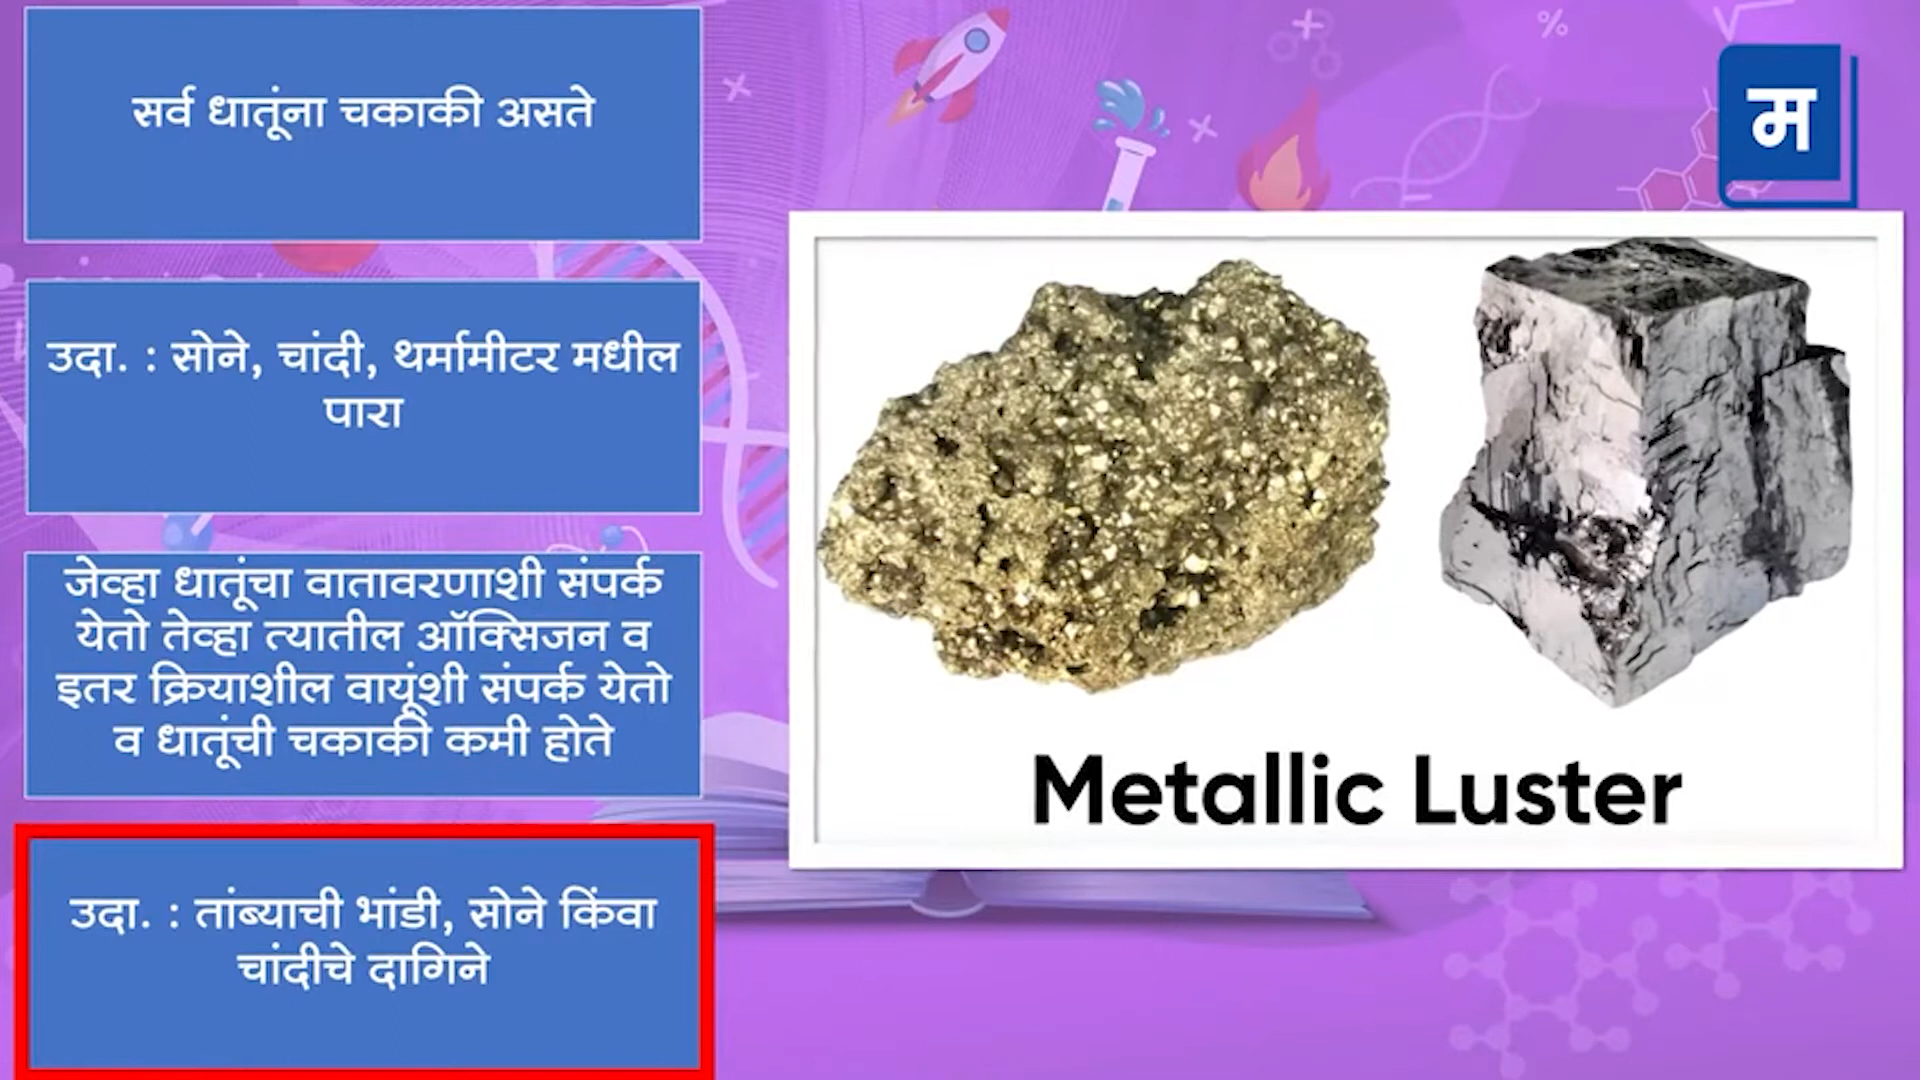 सर्व धातूंना चकाकी असते
उदा. : सोने, चांदी, थर्मामीटर मधील
पारा
जेव्हा धातूंचा वातावरणाशी संपर्क
येतो तेव्हा त्यातील ऑक्सिजन व
इतर क्रियाशील वायूंशी संपर्क येतो
व धातूंची चकाकी कमी होते
उदा. : तांब्याची भांडी, सोने किंवा
चांदीचे दागिने
म
Metallic Luster